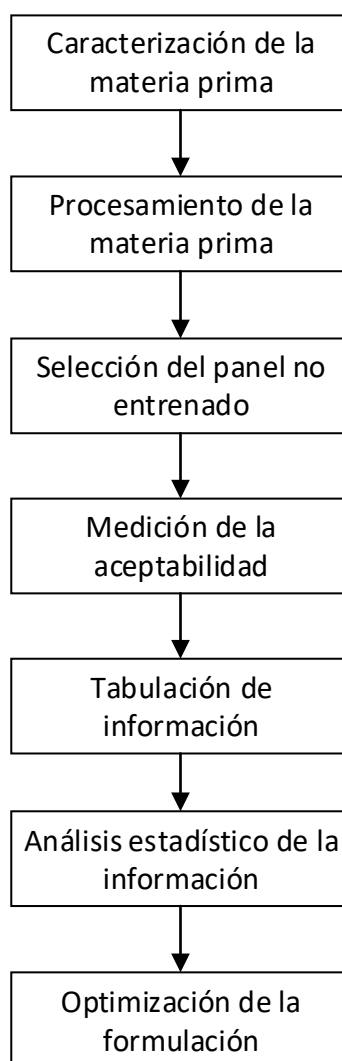 Caracterización de la
materia prima
Procesamiento de la
materia prima
Selección del panel no
entrenado
Medición de la
aceptabilidad
Tabulación de
información
Análisis estadístico de la
información
Optimización de la
formulación